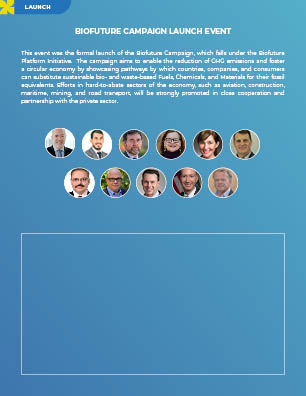 LAUNCH
BIOFUTURE CAMPAIGN LAUNCH EVENT
This event was the formal launch of the Biofuture Campaign, which falls under the Biofuture
Platform Initiative. The campaign aims to enable the reduction of GHG emissions and foster
a circular economy by showcasing pathways by which countries, companies, and consumers
can substitute sustainable bio- and waste-based Fuels, Chemicals, and Materials for their fossil
equivalents. Efforts in hard-to-abate sectors of the economy, such as aviation, construction,
maritime, mining, and road transport, will be strongly promoted in close cooperation and
partnership with the private sector.